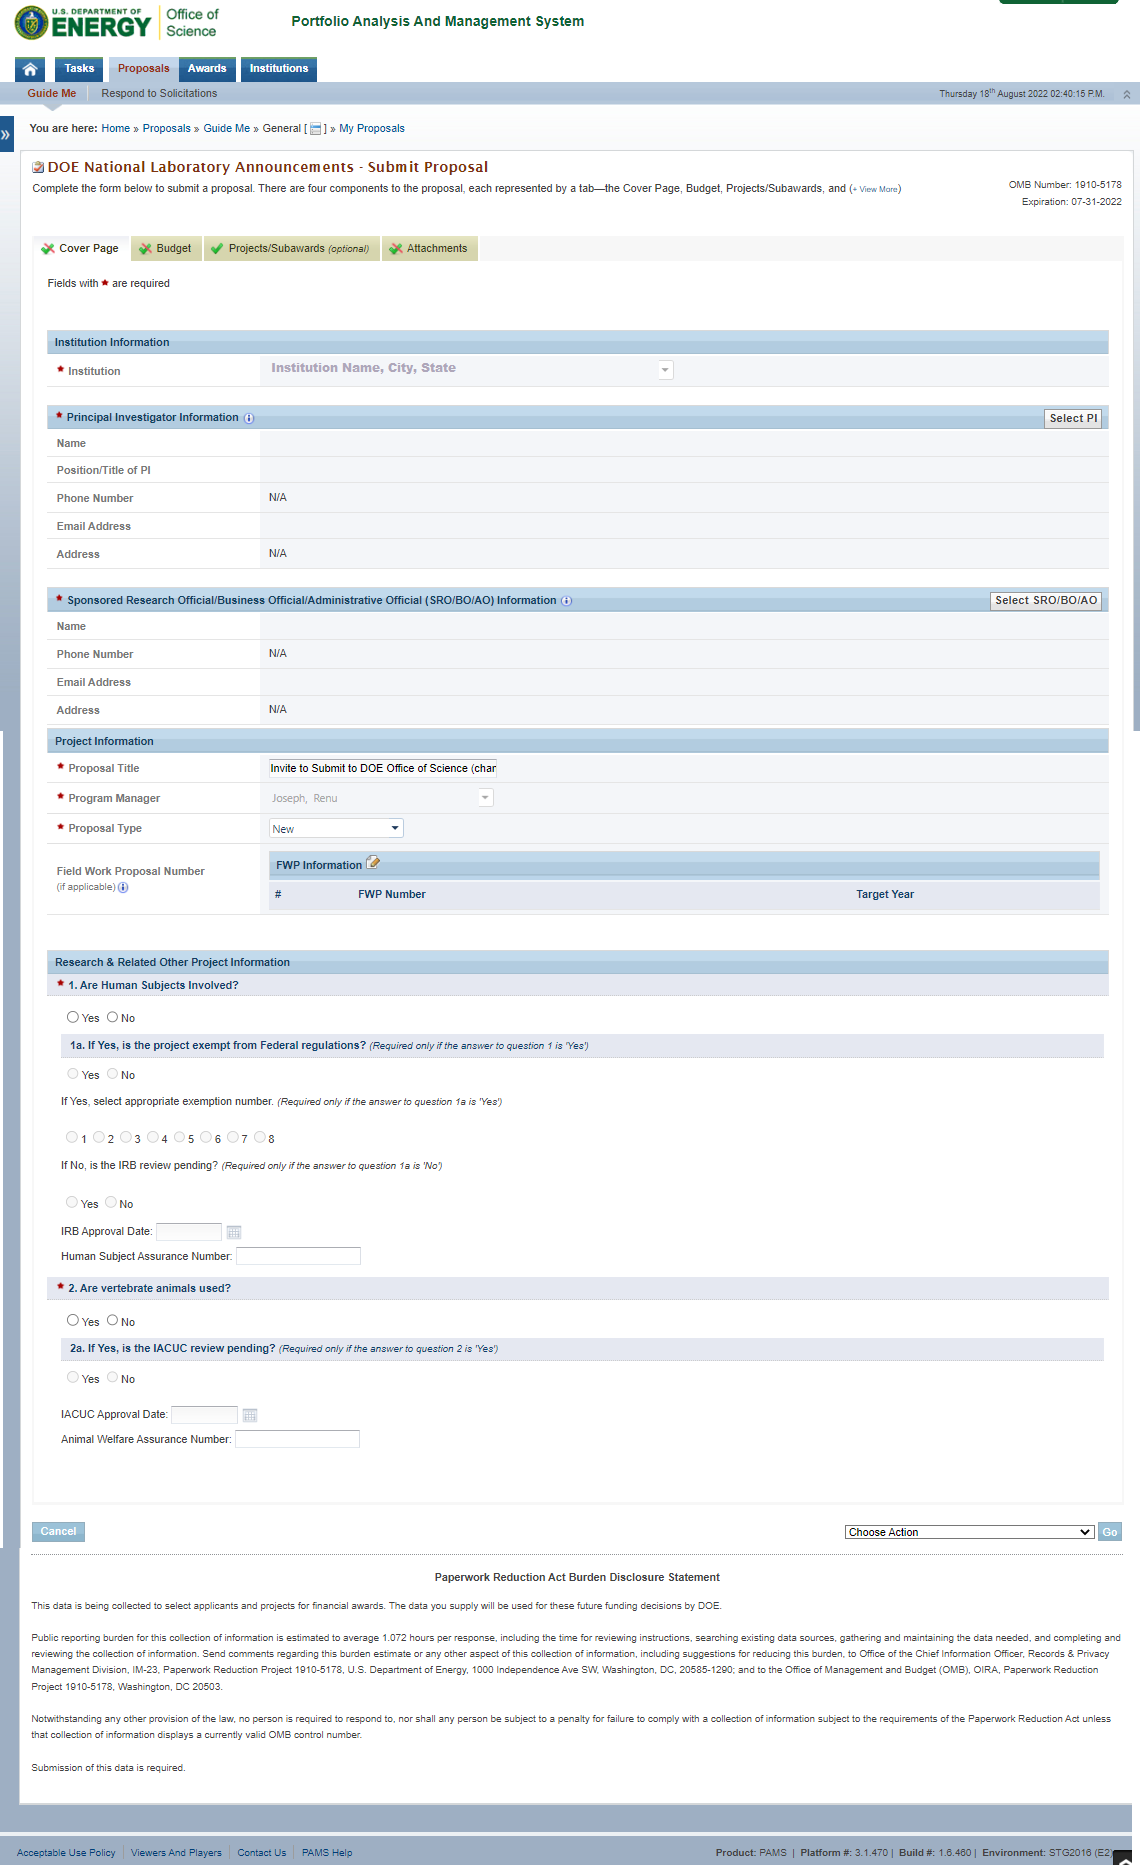 U.S. DEPARTMENT OF
ENERGY
Office of
Science
Portfolio Analysis And Management System
Tasks Proposals Awards Institutions
Guide Me Respond to Solicitations Thursday 18th August 2022 02:40:15 P.M.
You are here: Home » Proposals » Guide Me » General [ ] » My Proposals
DOE National Laboratory Announcements - Submit Proposal
Complete the form below to submit a proposal. There are four components to the proposal, each represented by a tab—the Cover Page, Budget, Projects/Subawards, and (+ View More)
OMB Number: 1910-5178
Expiration: 07-31-2022
Cover Page Budget Projects/Subawards (optional) Attachments
Fields with ★ are required
Institution Information
★ Institution Institution Name, City, State
★ Principal Investigator Information Select PI
Name
Position/Title of PI
Phone Number N/A
Email Address
Address N/A
★ Sponsored Research Official/Business Official/Administrative Official (SRO/BO/AO) Information Select SRO/BO/AO
Name
Phone Number N/A
Email Address
Address N/A
Project Information
★ Proposal Title Invite to Submit to DOE Office of Science (char
★ Program Manager Joseph, Renu
★ Proposal Type New
Field Work Proposal Number
(if applicable)
FWP Information
# FWP Number Target Year
Research & Related Other Project Information
★ 1. Are Human Subjects Involved?
Yes No
1a. If Yes, is the project exempt from Federal regulations? (Required only if the answer to question 1 is 'Yes')
Yes No
If Yes, select appropriate exemption number. (Required only if the answer to question 1a is 'Yes')
1 2 3 4 5 6 7 8
If No, is the IRB review pending? (Required only if the answer to question 1a is 'No')
Yes No
IRB Approval Date:
Human Subject Assurance Number:
★ 2. Are vertebrate animals used?
Yes No
2a. If Yes, is the IACUC review pending? (Required only if the answer to question 2 is 'Yes')
Yes No
IACUC Approval Date:
Animal Welfare Assurance Number:
Cancel Choose Action Go
Paperwork Reduction Act Burden Disclosure Statement
This data is being collected to select applicants and projects for financial awards. The data you supply will be used for these future funding decisions by DOE.
Public reporting burden for this collection of information is estimated to average 1.072 hours per response, including the time for reviewing instructions, searching existing data sources, gathering and maintaining the data needed, and completing and
reviewing the collection of information. Send comments regarding this burden estimate or any other aspect of this collection of information, including suggestions for reducing this burden, to Office of the Chief Information Officer, Records & Privacy
Management Division, IM-23, Paperwork Reduction Project 1910-5178, U.S. Department of Energy, 1000 Independence Ave SW, Washington, DC, 20585-1290; and to the Office of Management and Budget (OMB), OIRA, Paperwork Reduction
Project 1910-5178, Washington, DC 20503.
Notwithstanding any other provision of the law, no person is required to respond to, nor shall any person be subject to a penalty for failure to comply with a collection of information subject to the requirements of the Paperwork Reduction Act unless
that collection of information displays a currently valid OMB control number.
Submission of this data is required.
Acceptable Use Policy Viewers And Players Contact Us PAMS Help Product: PAMS | Platform #: 3.1.470 | Build #: 1.6.460 | Environment: STG2016 (E2)